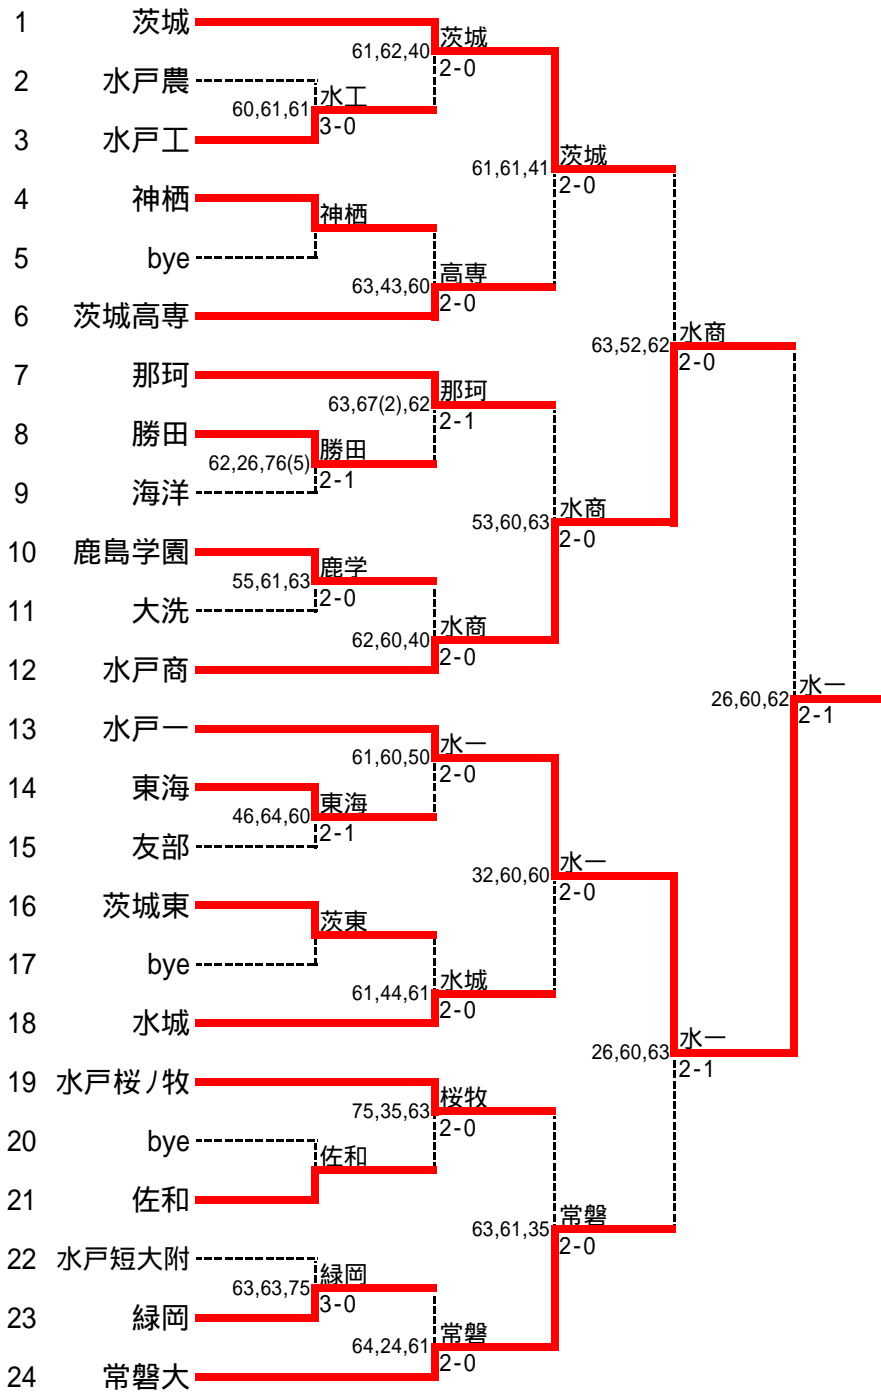 1 茨城
61,62,40 茨城
2-0
2 水戸農
60,61,61 水工
3-0
3 水戸工
61,61,41 茨城
2-0
4 神栖
神栖
5 bye
63,43,60 高専
2-0
6 茨城高専
63,52,62 水商
2-0
7 那珂
63,67(2),62 那珂
2-1
8 勝田
62,26,76(5) 勝田
2-1
9 海洋
53,60,63 水商
2-0
10 鹿島学園
55,61,63 鹿学
2-0
11 大洗
62,60,40 水商
2-0
12 水戸商
26,60,62 水一
2-1
13 水戸一
61,60,50 水一
2-0
14 東海
46,64,60 東海
2-1
15 友部
32,60,60 水一
2-0
16 茨城東
茨東
17 bye
61,44,61 水城
2-0
18 水城
26,60,63 水一
2-1
19 水戸桜ノ牧
75,35,63 桜牧
2-0
20 bye
佐和
21 佐和
63,61,35 常磐
2-0
22 水戸短大附
63,63,75 緑岡
3-0
23 緑岡
64,24,61 常磐
2-0
24 常磐大